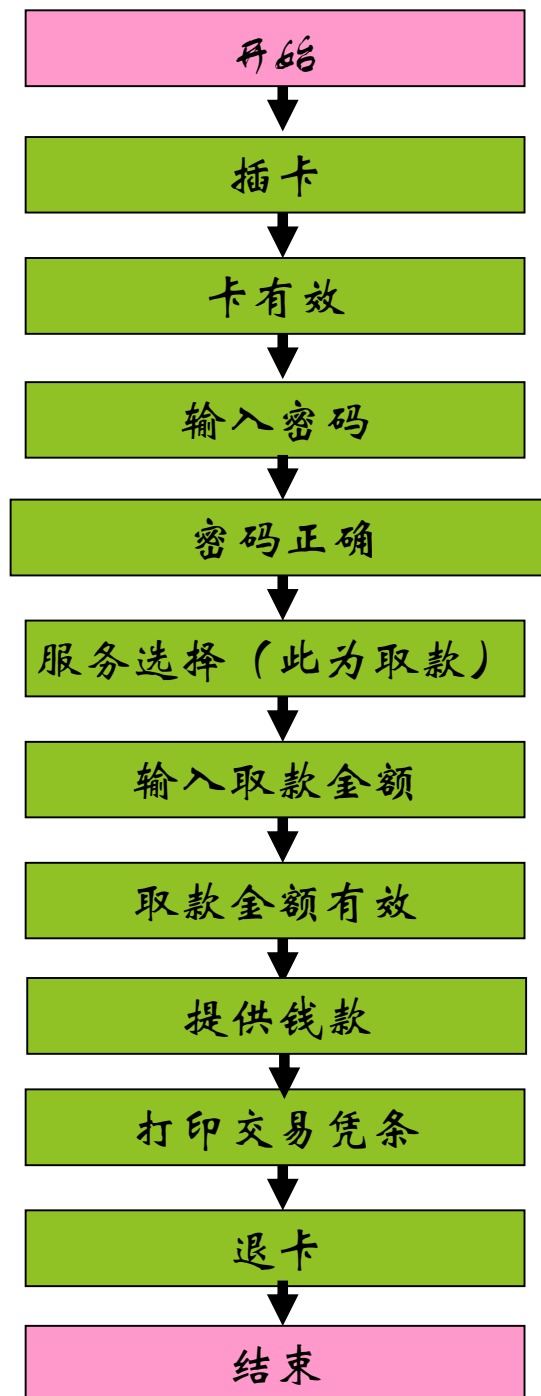 开始
插卡
卡有效
输入密码
密码正确
服务选择（此为取款）
输入取款金额
取款金额有效
提供钱款
打印交易凭条
退卡
结束